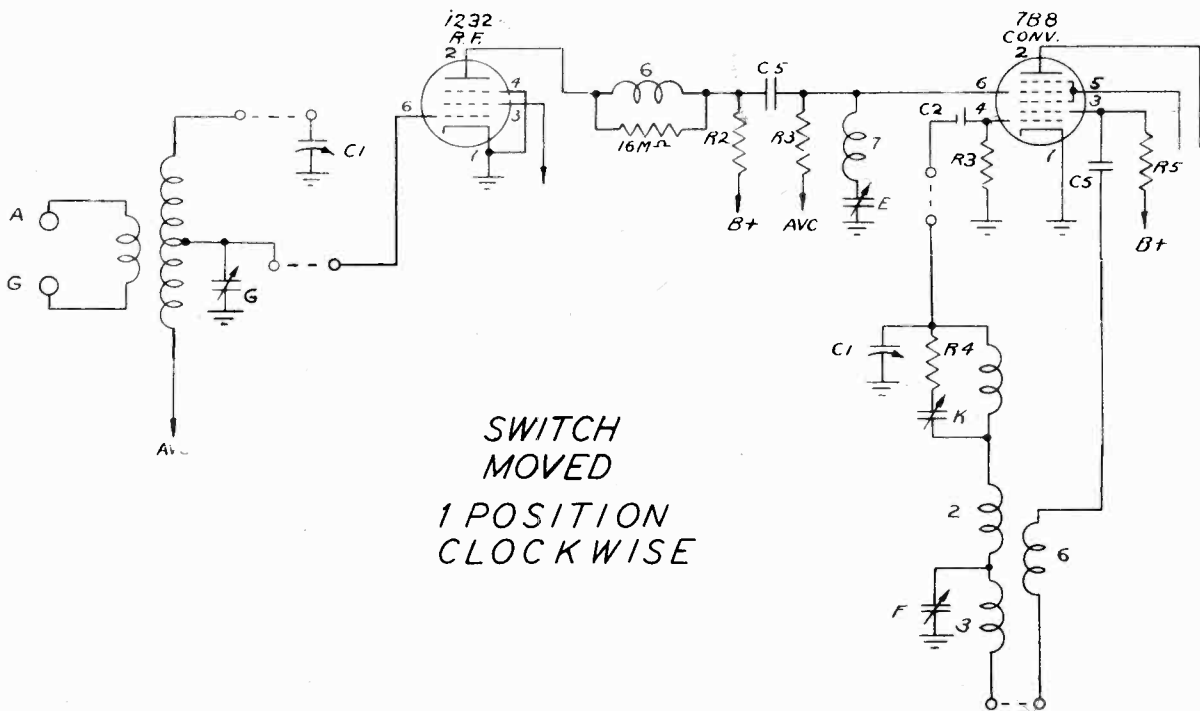 1232
R.F.
2
4
3
6
1
C1
A
G
G
6
16MΩ
C5
R2
R3
B+
AVC
7
E
7B8
CONV.
2
6
5
3
4
1
C2
R3
C5
R5
B+
C1
R4
K
2
6
F
3
SWITCH
MOVED
1 POSITION
CLOCKWISE